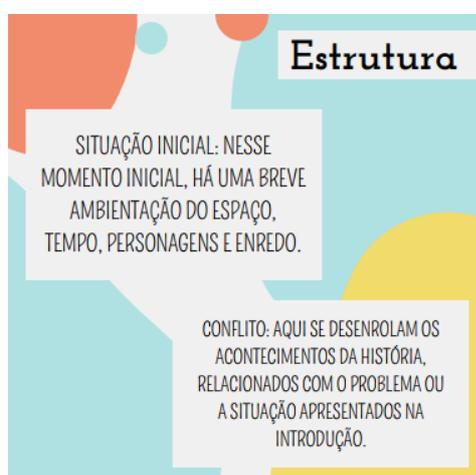 Estrutura
SITUAÇÃO INICIAL: NESSE
MOMENTO INICIAL, HÁ UMA BREVE
AMBIENTAÇÃO DO ESPAÇO,
TEMPO, PERSONAGENS E ENREDO.
CONFLITO: AQUI SE DESENROLAM OS
ACONTECIMENTOS DA HISTÓRIA,
RELACIONADOS COM O PROBLEMA OU
A SITUAÇÃO APRESENTADOS NA
INTRODUÇÃO.